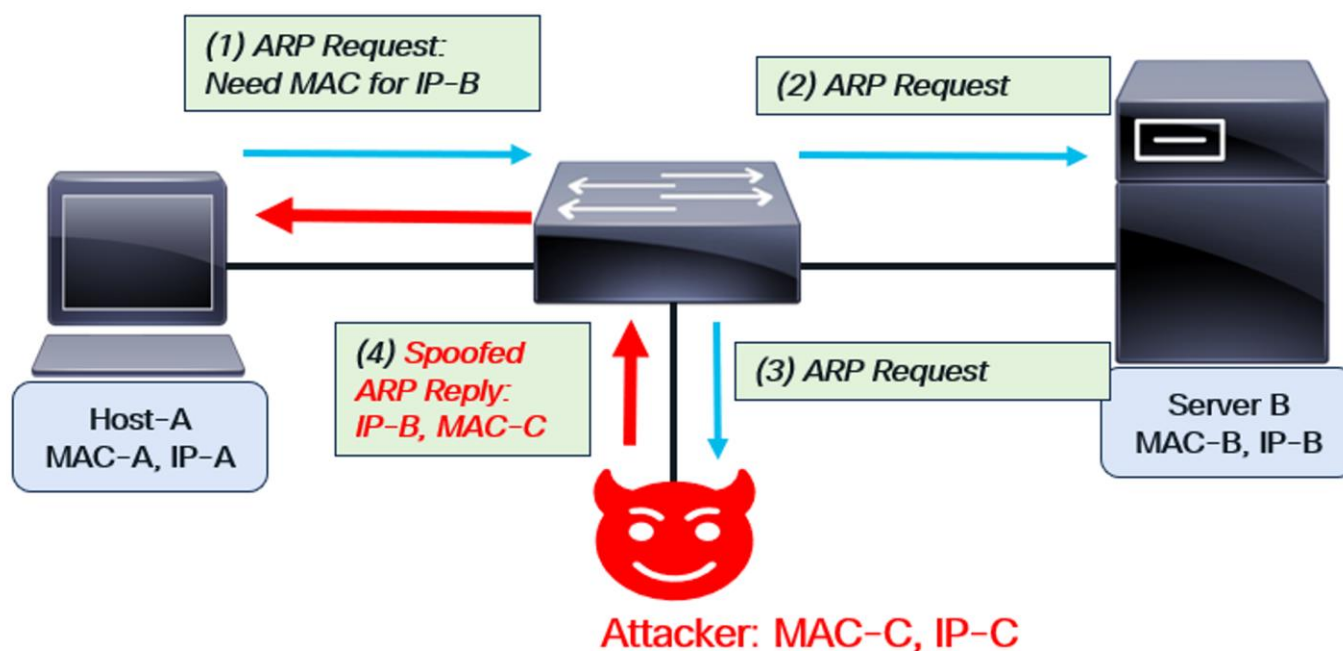 (1) ARP Request:
Need MAC for IP-B
(2) ARP Request
(4) Spoofed
ARP Reply:
IP-B, MAC-C
(3) ARP Request
Host-A
MAC-A, IP-A
Server B
MAC-B, IP-B
Attacker: MAC-C, IP-C